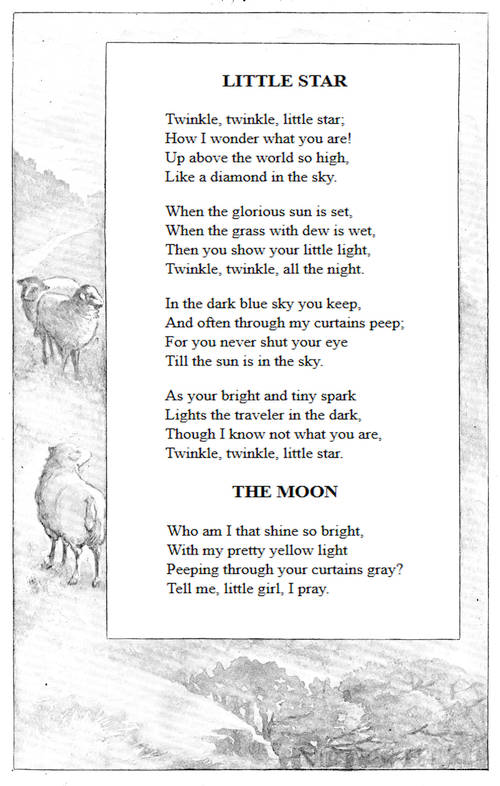 LITTLE STAR
Twinkle, twinkle, little star;
How I wonder what you are!
Up above the world so high,
Like a diamond in the sky.
When the glorious sun is set,
When the grass with dew is wet,
Then you show your little light,
Twinkle, twinkle, all the night.
In the dark blue sky you keep,
And often through my curtains peep;
For you never shut your eye
Till the sun is in the sky.
As your bright and tiny spark
Lights the traveler in the dark,
Though I know not what you are,
Twinkle, twinkle, little star.
THE MOON
Who am I that shine so bright,
With my pretty yellow light
Peeping through your curtains gray?
Tell me, little girl, I pray.